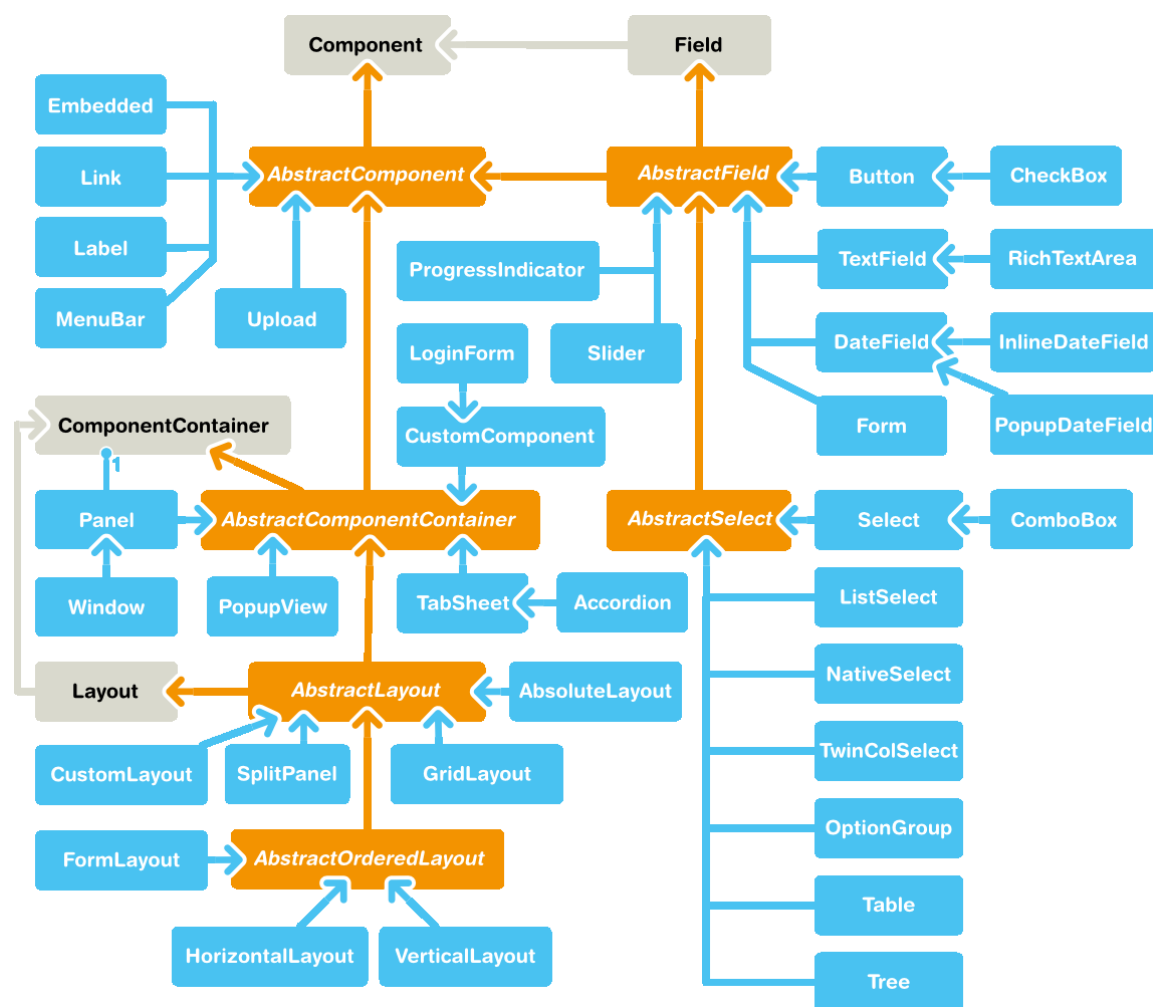 Component
Field
Embedded
AbstractComponent
AbstractField
Button
CheckBox
Link
Label
ProgressIndicator
TextField
RichTextArea
MenuBar
Upload
LoginForm
Slider
DateField
InlineDateField
ComponentContainer
CustomComponent
Form
PopupDateField
1
Panel
AbstractComponentContainer
AbstractSelect
Select
ComboBox
Window
PopupView
TabSheet
Accordion
ListSelect
Layout
AbstractLayout
AbsoluteLayout
NativeSelect
CustomLayout
SplitPanel
GridLayout
TwinColSelect
FormLayout
AbstractOrderedLayout
OptionGroup
HorizontalLayout
VerticalLayout
Table
Tree